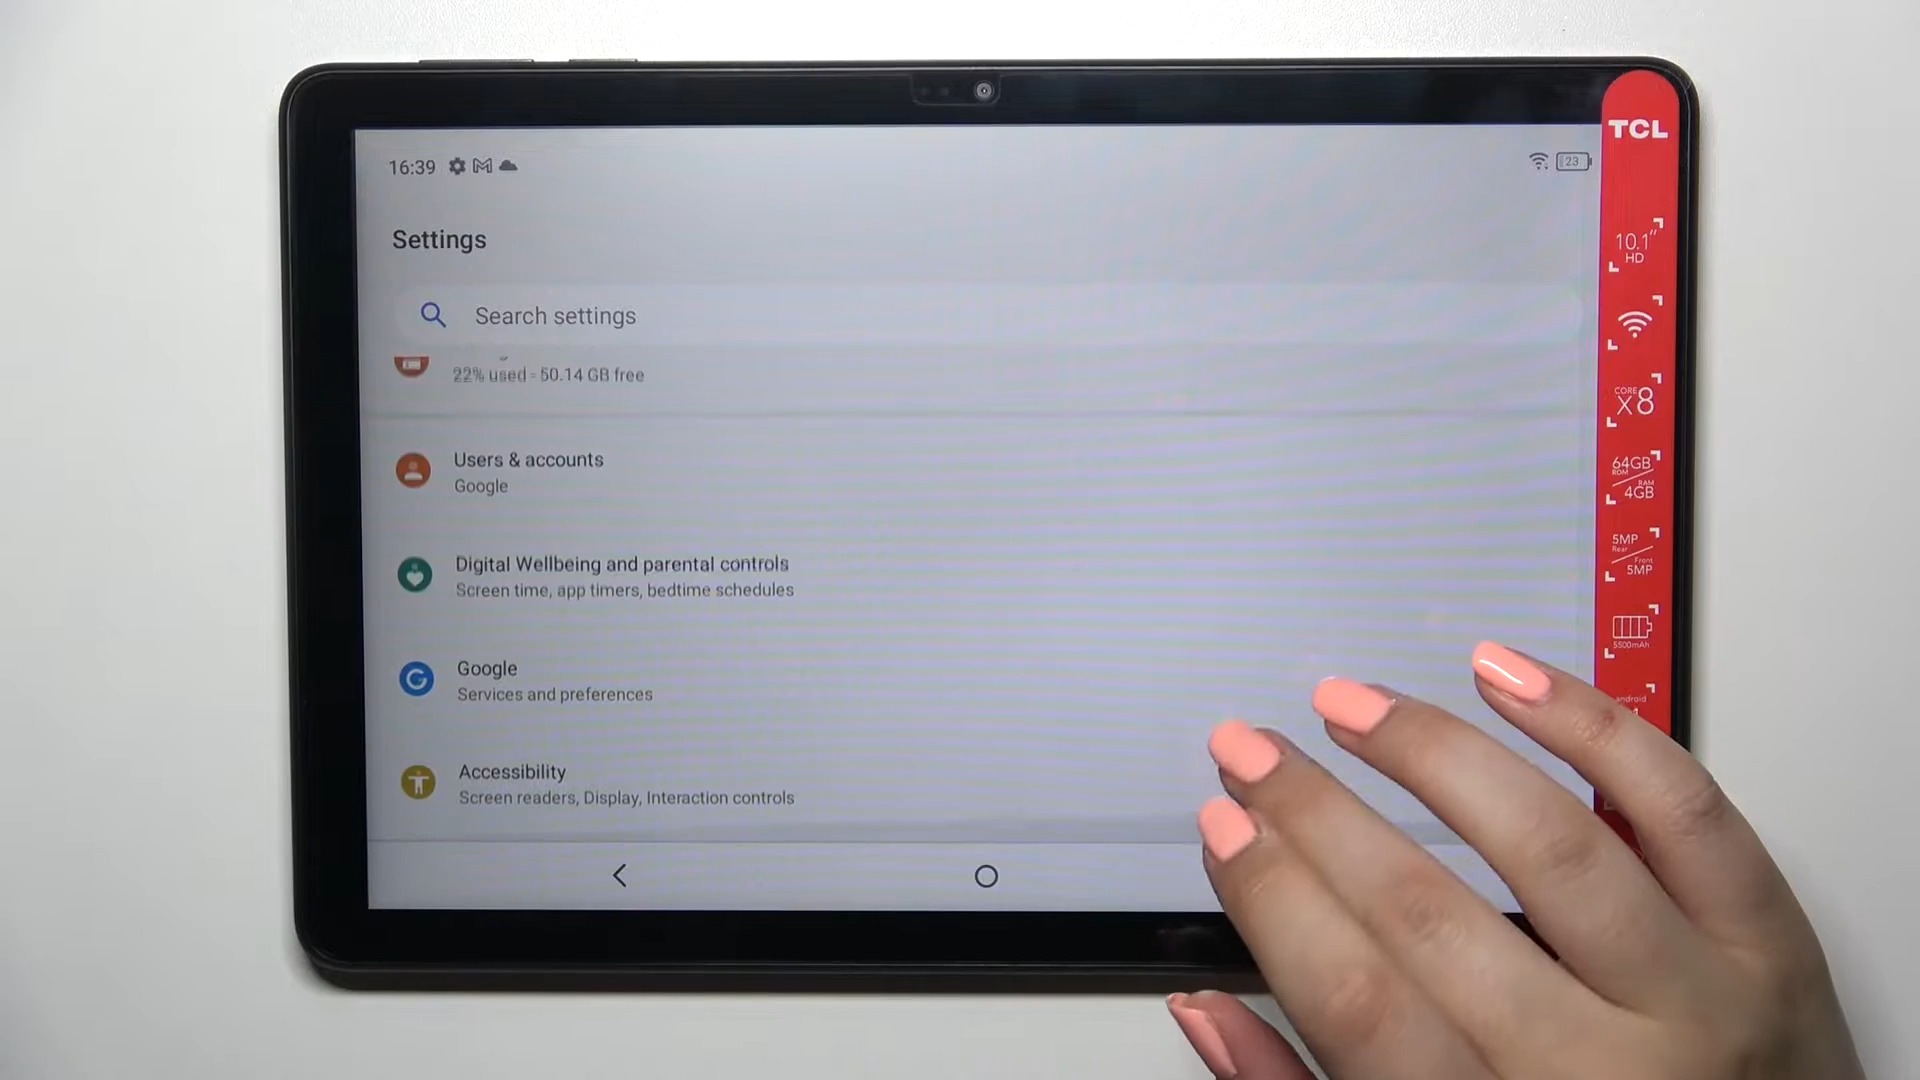 16:39
23
Settings
Search settings
22% used - 50.14 GB free
Users & accounts
Google
Digital Wellbeing and parental controls
Screen time, app timers, bedtime schedules
Google
Services and preferences
Accessibility
Screen readers, Display, Interaction controls
TCL
10.1"
HD
CORE
X8
64GB
ROM
RAM
4GB
5MP
Rear
Front
5MP
5500mAh
android